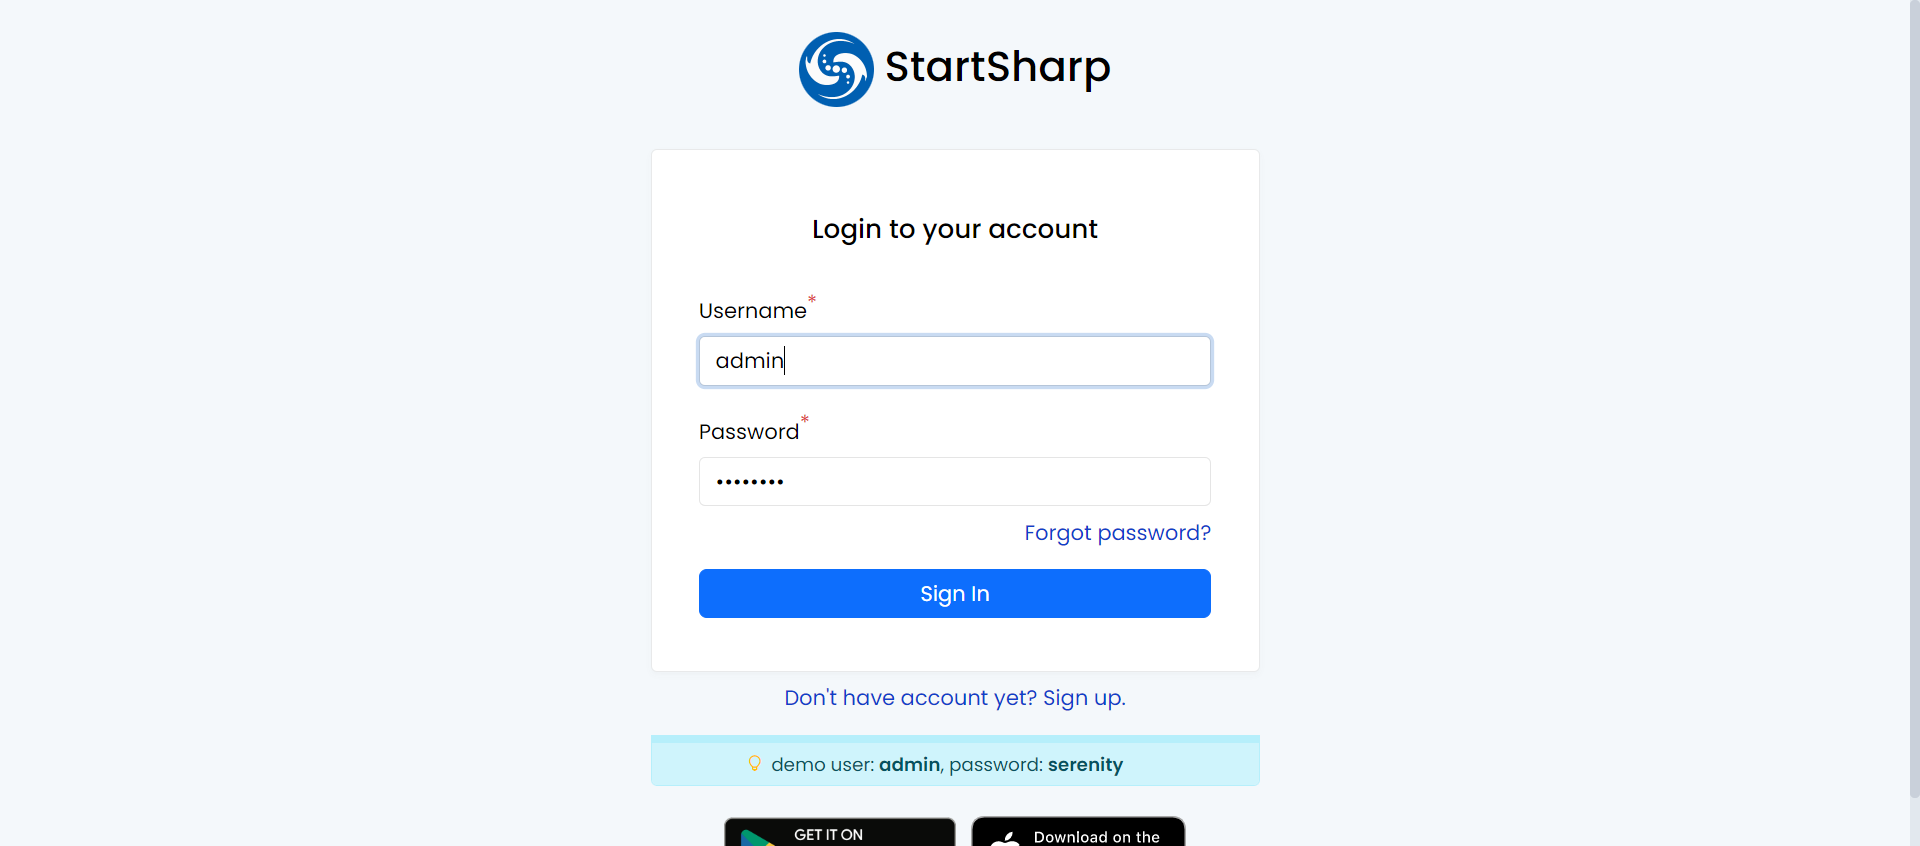 StartSharp
Login to your account
Username*
admin
Password*
••••••••
Forgot password?
Sign In
Don't have account yet? Sign up.
demo user: admin, password: serenity
GET IT ON
Download on the